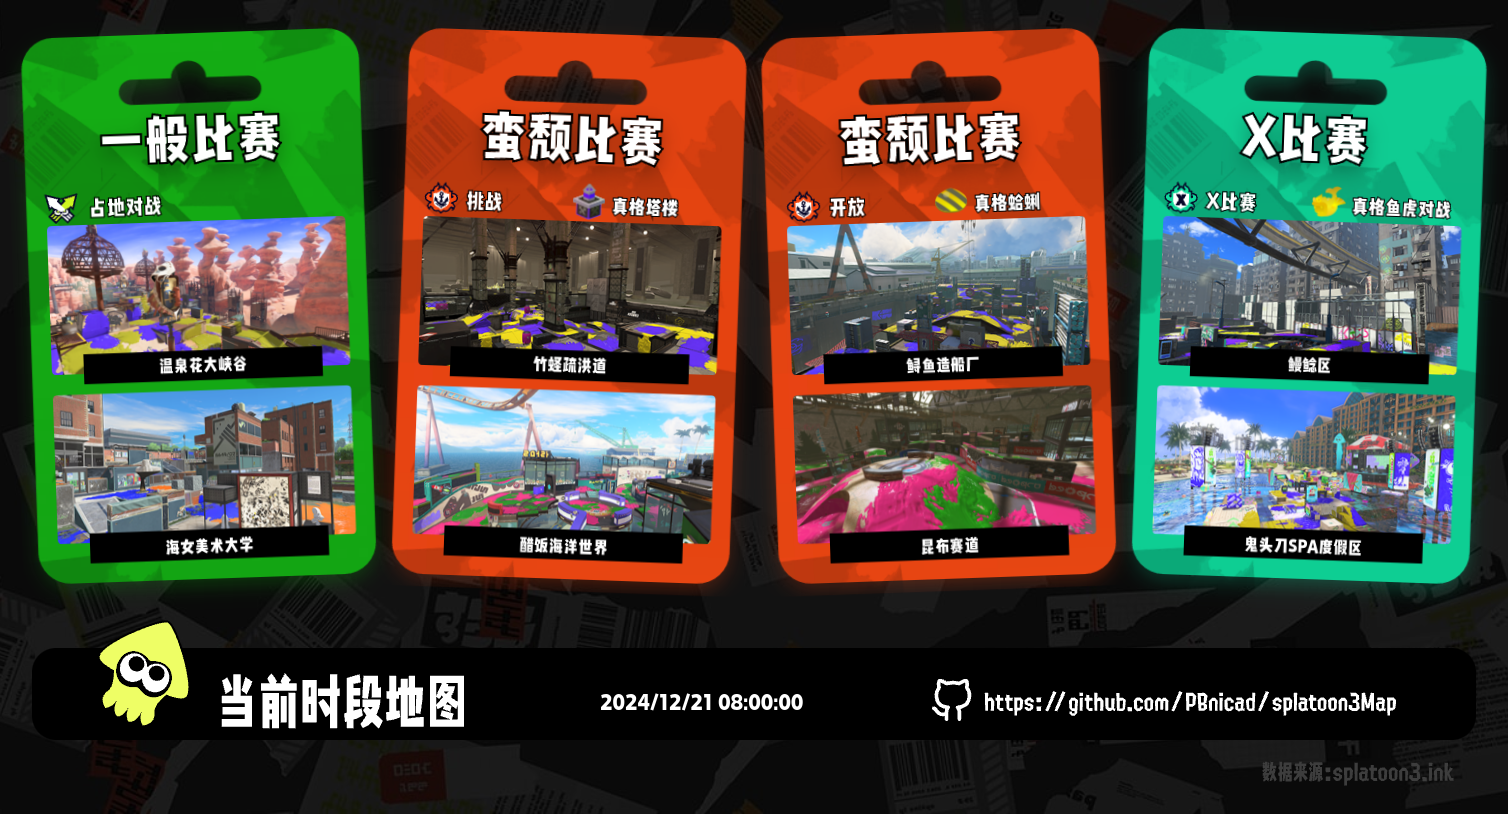 一般比赛
占地对战
温泉花大峡谷
海女美术大学
蛮颓比赛
挑战
真格塔楼
竹蛏疏洪道
醋饭海洋世界
蛮颓比赛
开放
真格蛤蜊
鲟鱼造船厂
昆布赛道
X比赛
X比赛
真格鱼虎对战
鳗鲶区
鬼头刀SPA度假区
当前时段地图
2024/12/21 08:00:00
https://github.com/PBnicad/splatoon3Map
数据来源:splatoon3.ink